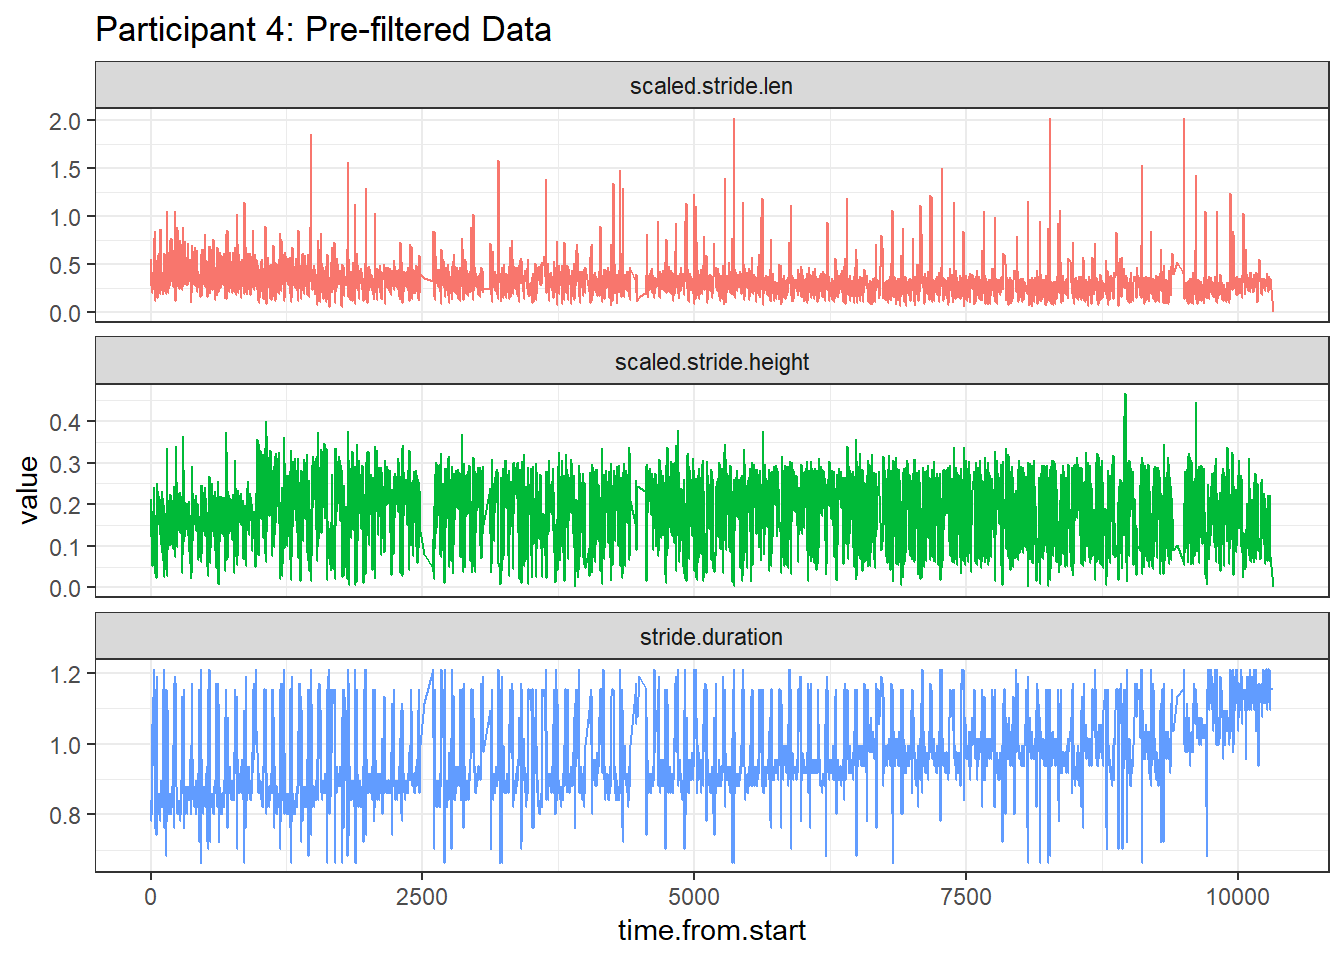 Participant 4: Pre-filtered Data
scaled.stride.len
2.0
1.5
1.0
0.5
0.0
scaled.stride.height
0.4
0.3
0.2
0.1
0.0
value
stride.duration
1.2
1.0
0.8
0 2500 5000 7500 10000
time.from.start